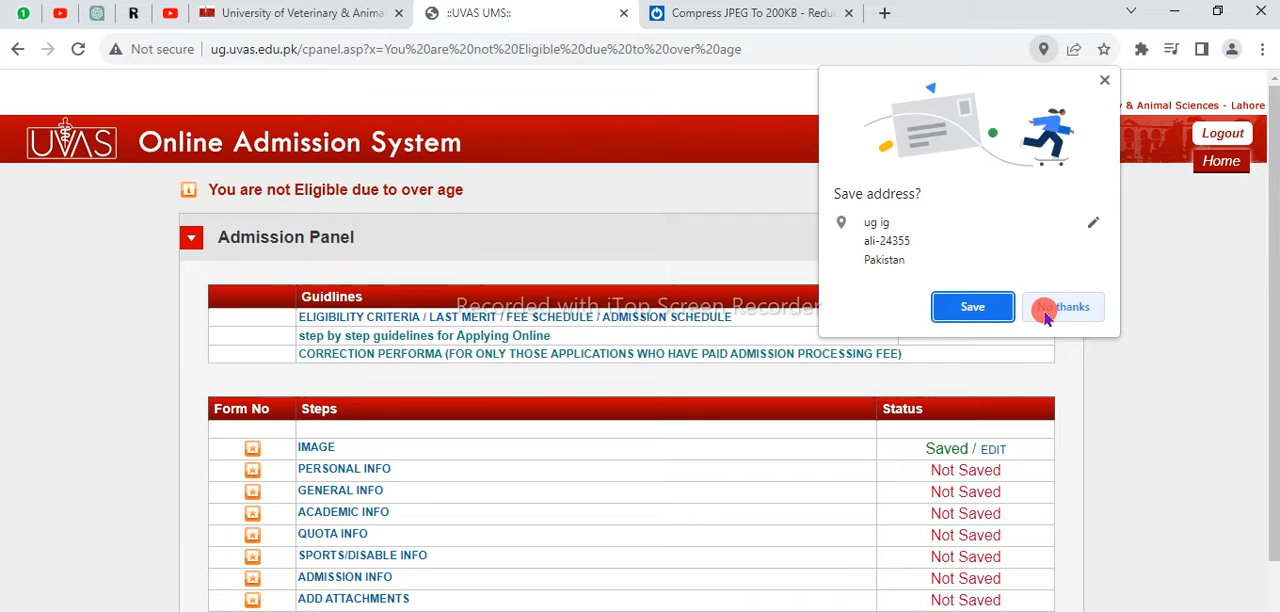 University of Veterinary & Anima
::UVAS UMS::
Compress JPEG To 200KB - Redu
Not secure
ug.uvas.edu.pk/cpanel.asp?x=You%20are%20not%20Eligible%20due%20to%20over%20age
y & Animal Sciences - Lahore
UVAS
Online Admission System
Logout
Home
You are not Eligible due to over age
Admission Panel
Save address?
ug ig
ali-24355
Pakistan
Save
No thanks
Guidlines
ELIGIBILITY CRITERIA / LAST MERIT / FEE SCHEDULE / ADMISSION SCHEDULE
step by step guidelines for Applying Online
CORRECTION PERFORMA (FOR ONLY THOSE APPLICATIONS WHO HAVE PAID ADMISSION PROCESSING FEE)
Recorded with iTop Screen Recorder
Form No Steps Status
IMAGE Saved / EDIT
PERSONAL INFO Not Saved
GENERAL INFO Not Saved
ACADEMIC INFO Not Saved
QUOTA INFO Not Saved
SPORTS/DISABLE INFO Not Saved
ADMISSION INFO Not Saved
ADD ATTACHMENTS Not Saved